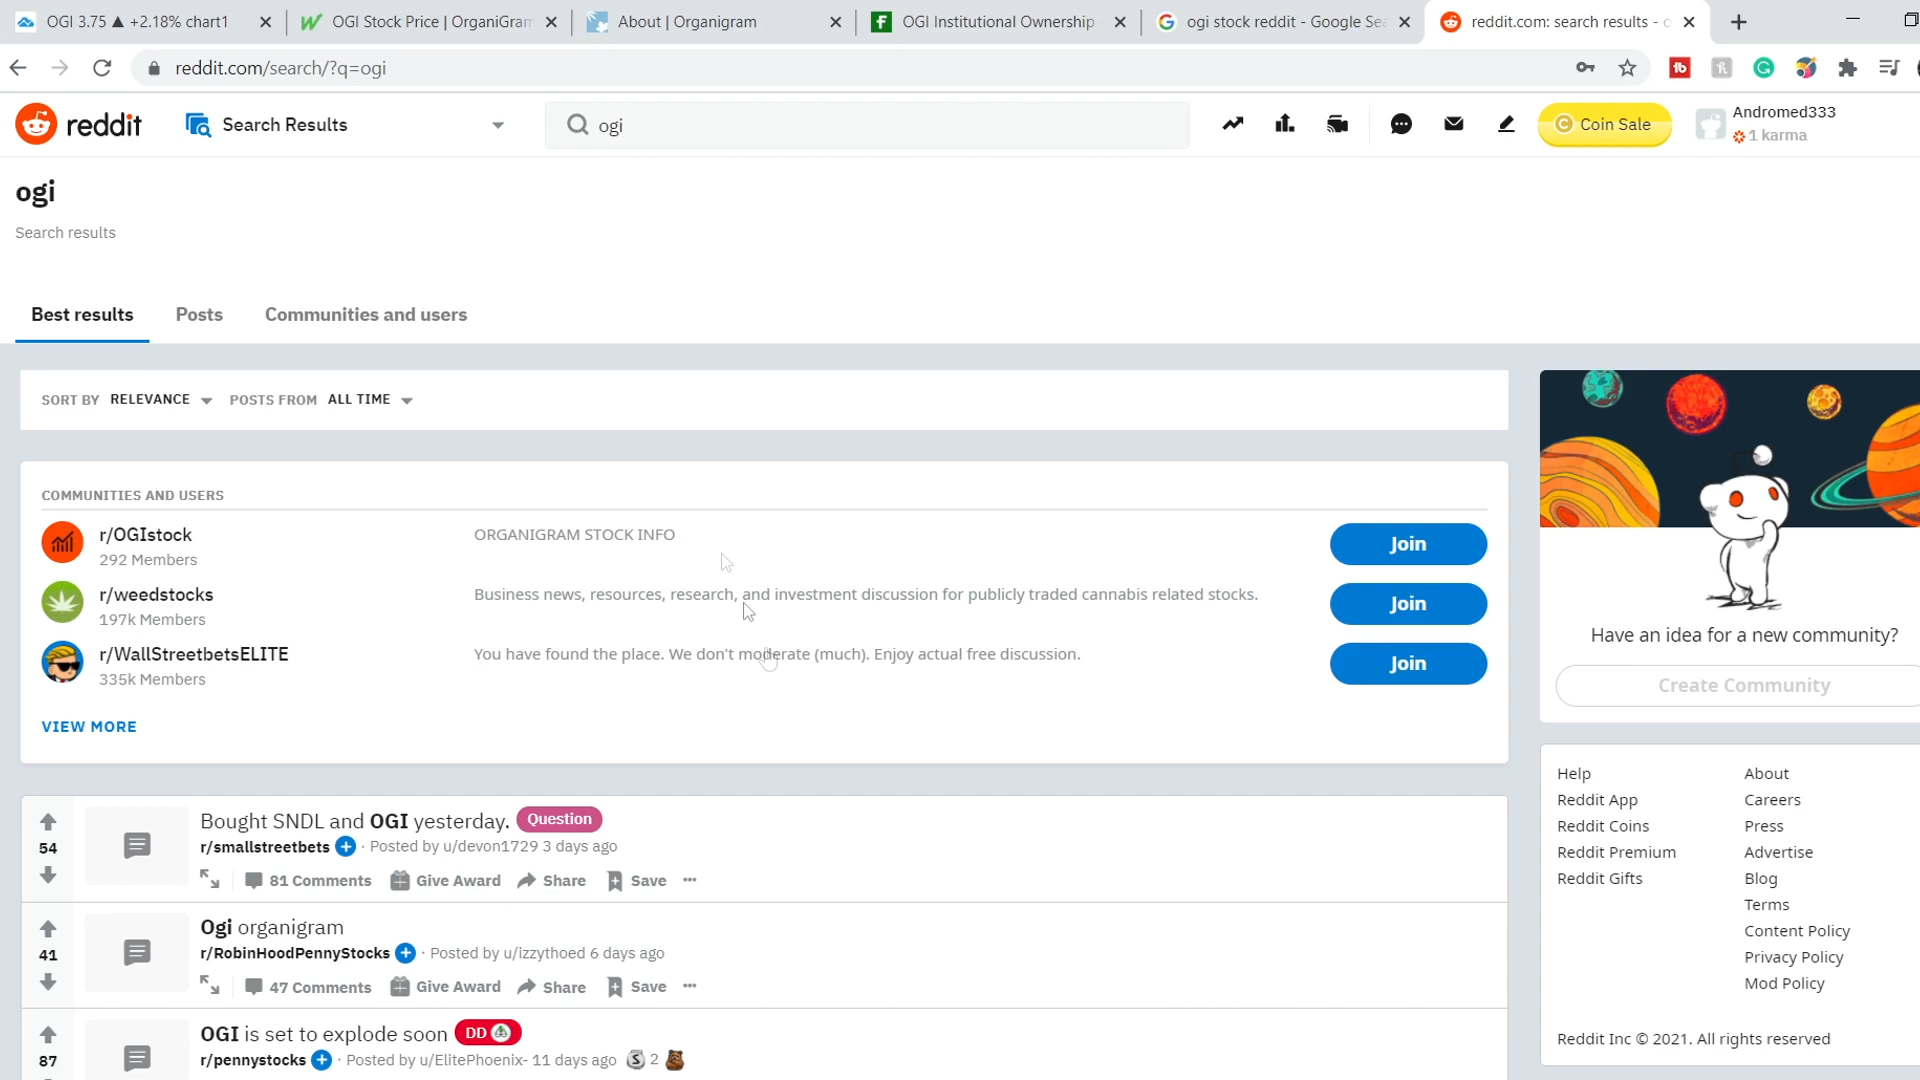 OGI 3.75 ▲ +2.18% chart1
OGI Stock Price | OrganiGram
About | Organigram
OGI Institutional Ownership
ogi stock reddit - Google Sea
reddit.com: search results - o
reddit.com/search/?q=ogi
reddit
Search Results
ogi
Coin Sale
Andromed333
1 karma
ogi
Search results
Best results
Posts
Communities and users
SORT BY RELEVANCE POSTS FROM ALL TIME
COMMUNITIES AND USERS
r/OGIstock
292 Members
ORGANIGRAM STOCK INFO
Join
r/weedstocks
197k Members
Business news, resources, research, and investment discussion for publicly traded cannabis related stocks.
Join
r/WallStreetbetsELITE
335k Members
You have found the place. We don't moderate (much). Enjoy actual free discussion.
Join
VIEW MORE
54
Bought SNDL and OGI yesterday. Question
r/smallstreetbets · Posted by u/devon1729 3 days ago
81 Comments Give Award Share Save ···
41
Ogi organigram
r/RobinHoodPennyStocks · Posted by u/izzythoed 6 days ago
47 Comments Give Award Share Save ···
87
OGI is set to explode soon DD
r/pennystocks · Posted by u/ElitePhoenix- 11 days ago S 2
Have an idea for a new community?
Create Community
Help
Reddit App
Reddit Coins
Reddit Premium
Reddit Gifts
About
Careers
Press
Advertise
Blog
Terms
Content Policy
Privacy Policy
Mod Policy
Reddit Inc © 2021. All rights reserved